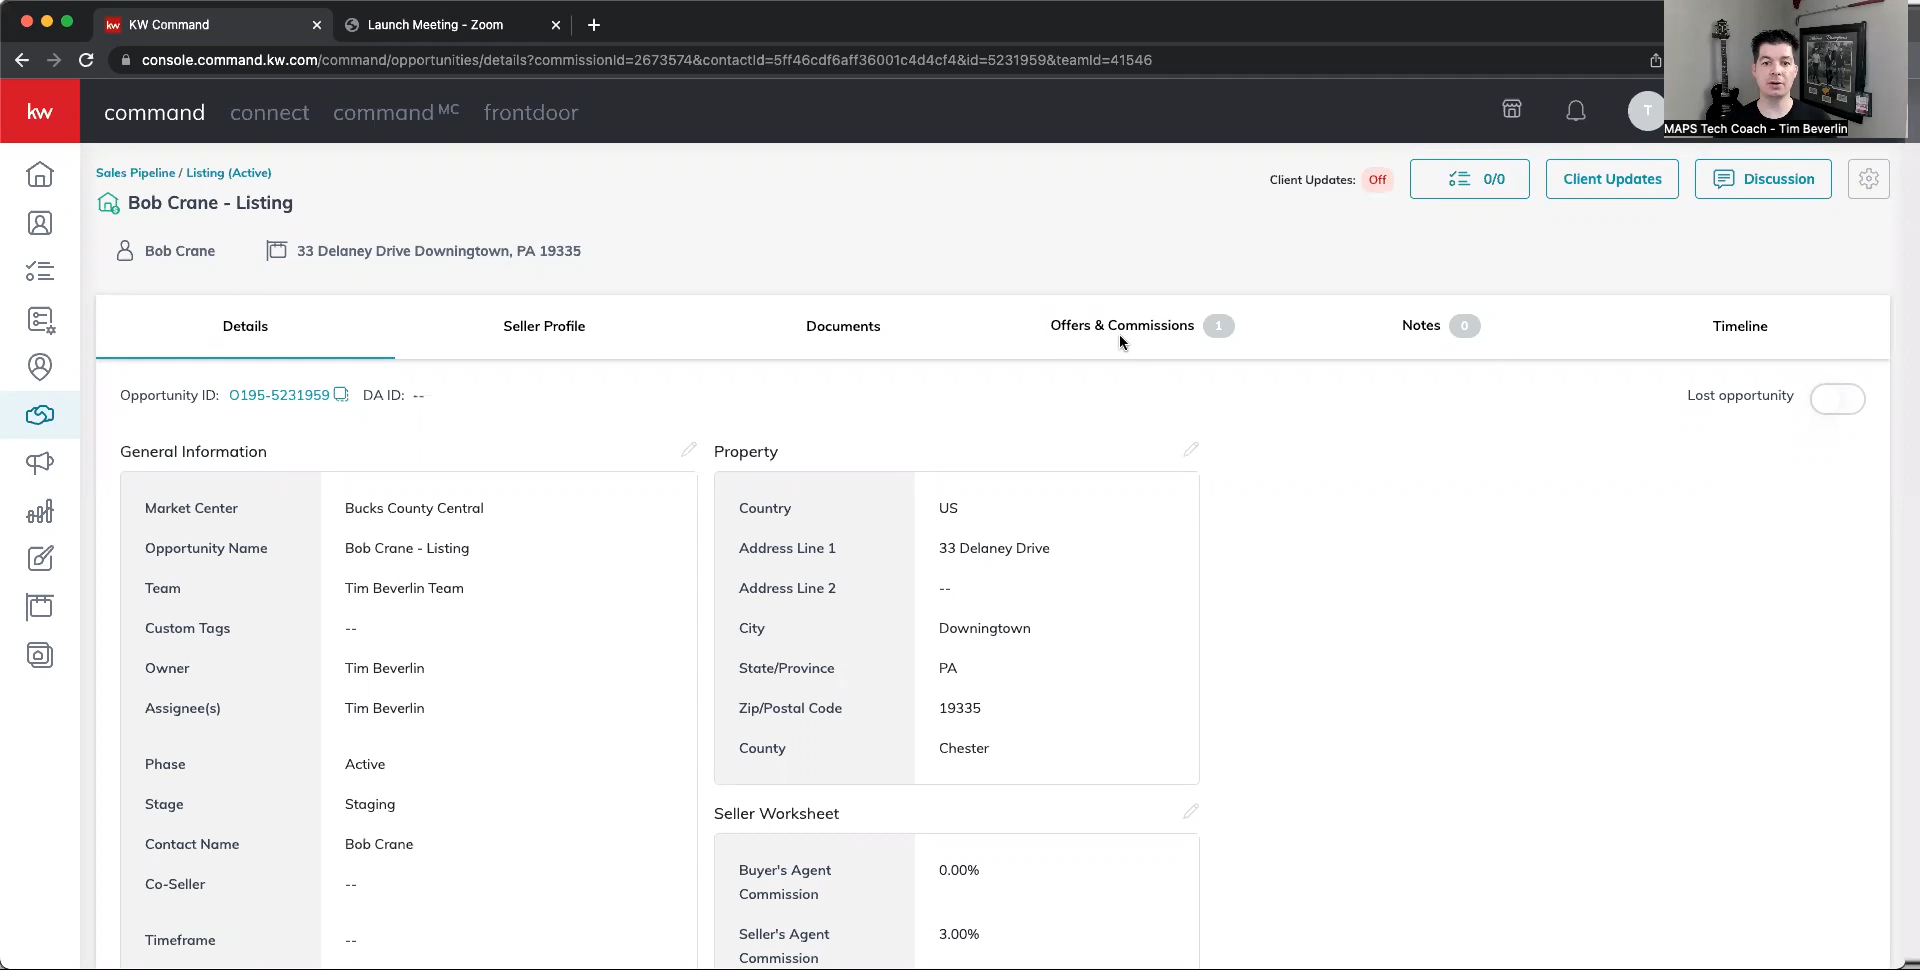 KW Command
Launch Meeting - Zoom
console.command.kw.com/command/opportunities/details?commissionId=2673574&contactId=5ff46cdf6aff36001c4d4cf4&id=5231959&teamId=41546
kw
command
connect
command MC
frontdoor
T
MAPS Tech Coach - Tim Beverlin
Sales Pipeline / Listing (Active)
Bob Crane - Listing
Client Updates: Off
0/0
Client Updates
Discussion
Bob Crane
33 Delaney Drive Downingtown, PA 19335
Details
Seller Profile
Documents
Offers & Commissions 1
Notes 0
Timeline
Opportunity ID: O195-5231959 DA ID: --
Lost opportunity
General Information
Market Center Bucks County Central
Opportunity Name Bob Crane - Listing
Team Tim Beverlin Team
Custom Tags --
Owner Tim Beverlin
Assignee(s) Tim Beverlin
Phase Active
Stage Staging
Contact Name Bob Crane
Co-Seller --
Timeframe --
Property
Country US
Address Line 1 33 Delaney Drive
Address Line 2 --
City Downingtown
State/Province PA
Zip/Postal Code 19335
County Chester
Seller Worksheet
Buyer's Agent 0.00%
Commission
Seller's Agent 3.00%
Commission